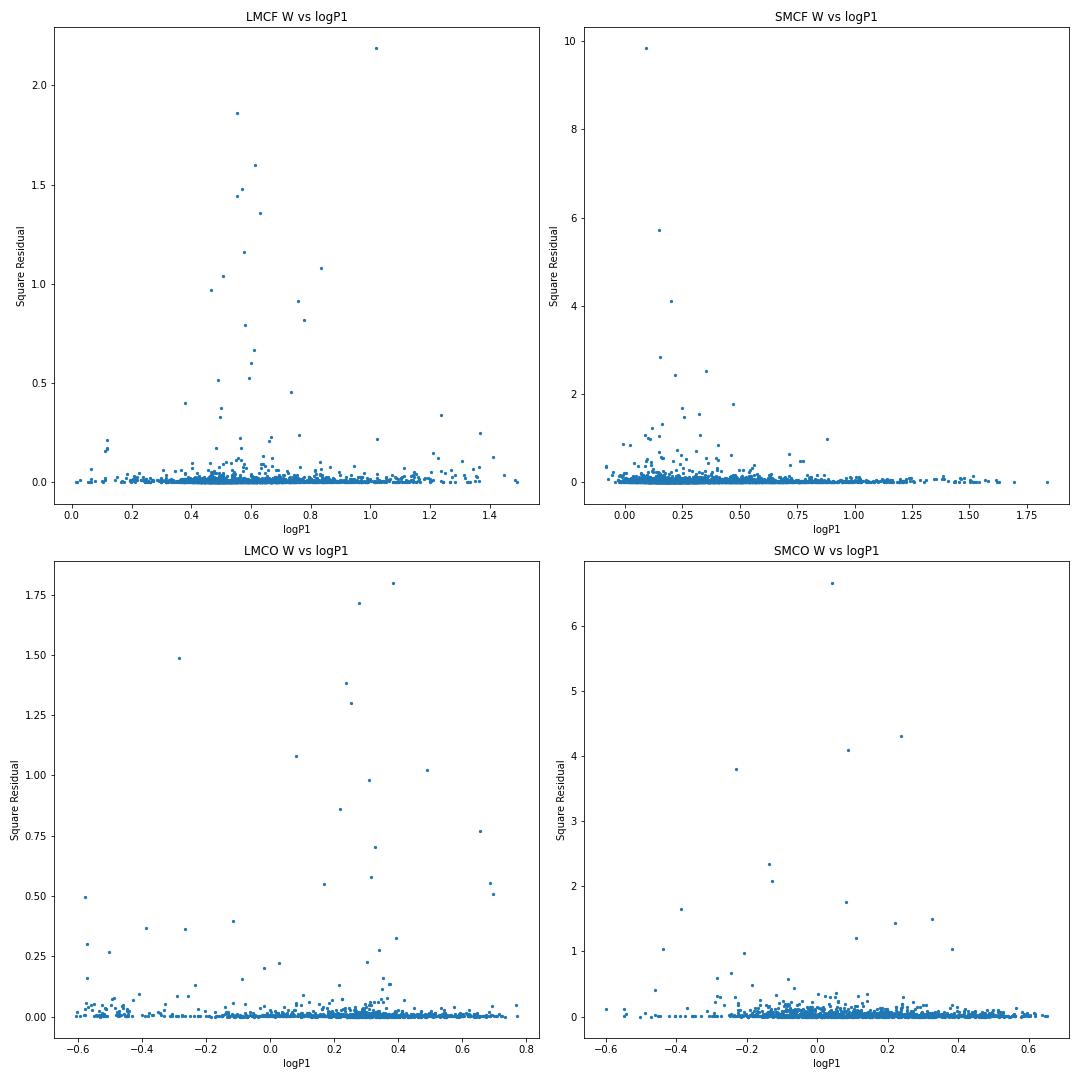 LMCF W vs logP1
2.0
1.5
1.0
0.5
0.0
Square Residual
0.0 0.2 0.4 0.6 0.8 1.0 1.2 1.4
logP1
SMCF W vs logP1
10
8
6
4
2
0
Square Residual
0.00 0.25 0.50 0.75 1.00 1.25 1.50 1.75
logP1
LMCO W vs logP1
1.75
1.50
1.25
1.00
0.75
0.50
0.25
0.00
Square Residual
−0.6 −0.4 −0.2 0.0 0.2 0.4 0.6 0.8
logP1
SMCO W vs logP1
6
5
4
3
2
1
0
Square Residual
−0.6 −0.4 −0.2 0.0 0.2 0.4 0.6
logP1